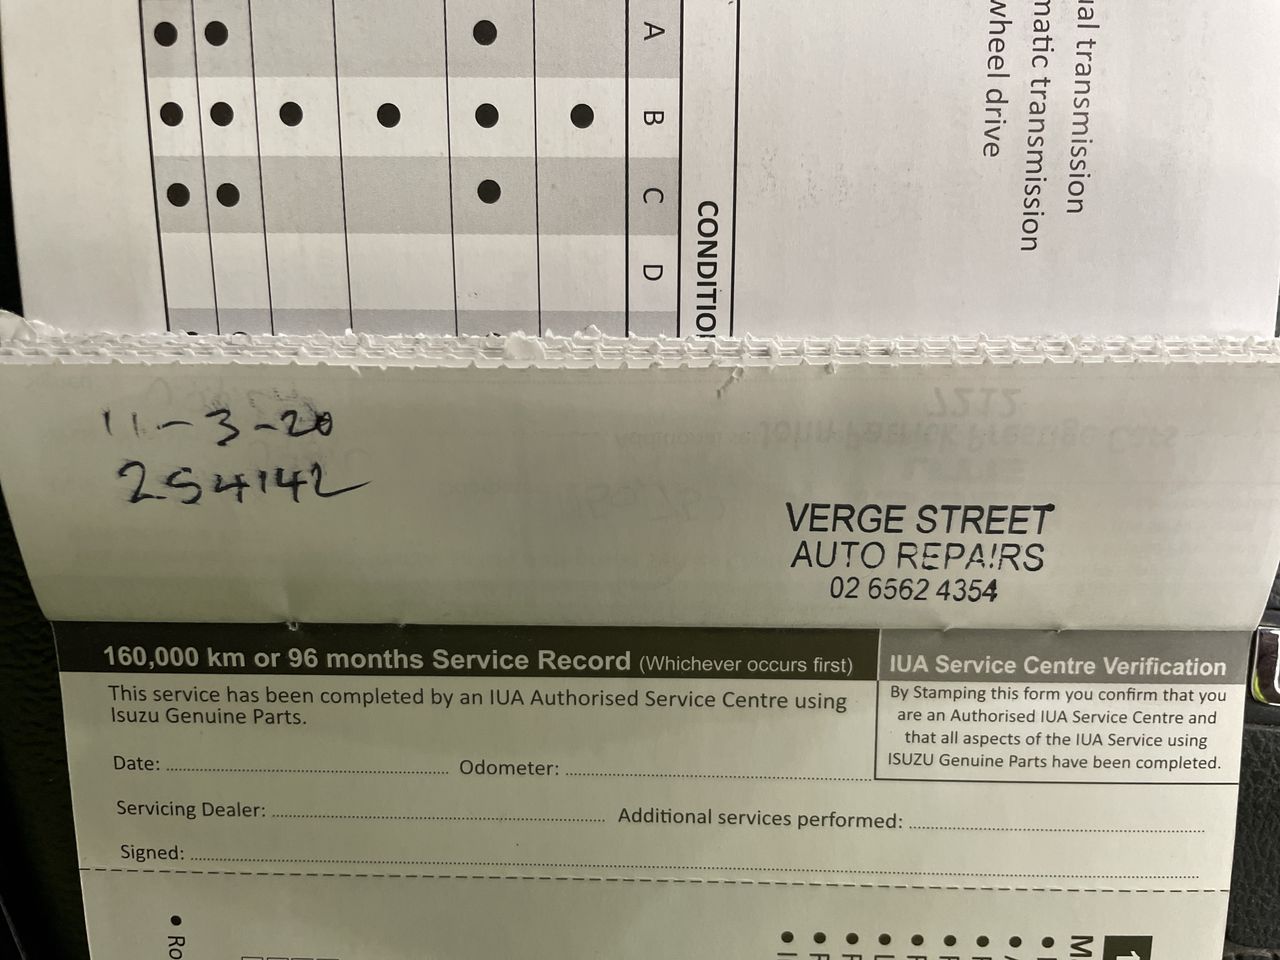 ual transmission
matic transmission
wheel drive
CONDITIO
A
B
C
D
11-3-20
254142
VERGE STREET
AUTO REPAIRS
02 6562 4354
160,000 km or 96 months Service Record (Whichever occurs first)
This service has been completed by an IUA Authorised Service Centre using
Isuzu Genuine Parts.
Date:
Odometer:
Servicing Dealer:
Additional services performed:
Signed:
IUA Service Centre Verification
By Stamping this form you confirm that you
are an Authorised IUA Service Centre and
that all aspects of the IUA Service using
ISUZU Genuine Parts have been completed.
• Ro